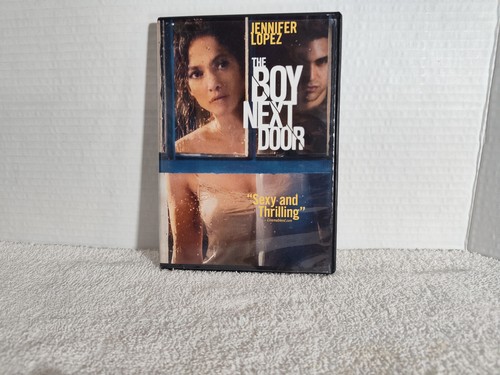 JENNIFER
LOPEZ
THE
BOY
NEXT
DOOR
"Sexy and
Thrilling"